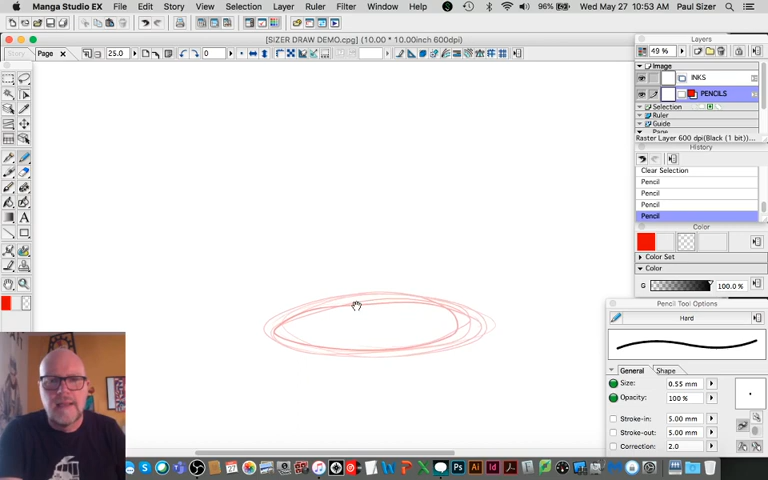 Manga Studio EX File Edit Story View Selection Layer Ruler Filter Window Help 96% Wed May 27 10:53 AM Paul Sizer
[SIZER DRAW DEMO.cpg] (10.00 * 10.00inch 600dpi)
Story Page 25.0 0
Layers
49 %
Image
INKS
PENCILS
Selection
Ruler
Guide
Page
Raster Layer 600 dpi(Black (1 bit))...
History
Clear Selection
Pencil
Pencil
Pencil
Pencil
Color
Color Set
Color
G 100.0 %
Pencil Tool Options
Hard
General Shape
Size: 0.55 mm
Opacity: 100 %
Stroke-in: 5.00 mm
Stroke-out: 5.00 mm
Correction: 2.0